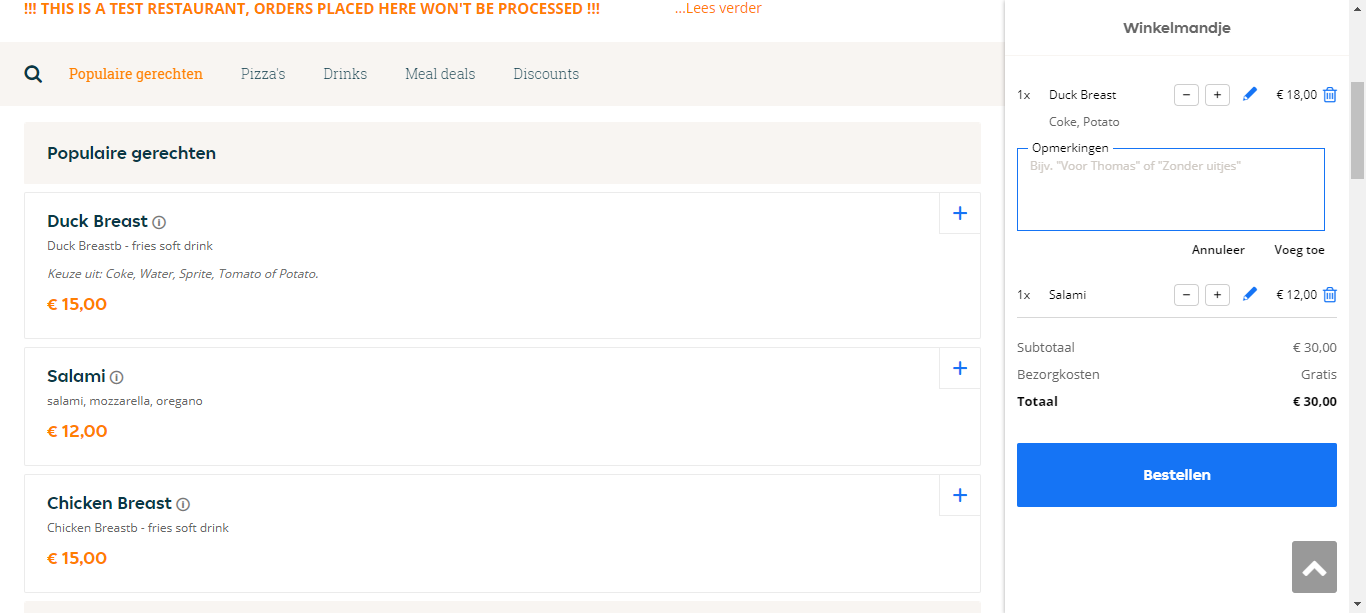 !!! THIS IS A TEST RESTAURANT, ORDERS PLACED HERE WON'T BE PROCESSED !!!
...Lees verder
Populaire gerechten Pizza's Drinks Meal deals Discounts
Populaire gerechten
Duck Breast
Duck Breastb - fries soft drink
Keuze uit: Coke, Water, Sprite, Tomato of Potato.
€ 15,00
Salami
salami, mozzarella, oregano
€ 12,00
Chicken Breast
Chicken Breastb - fries soft drink
€ 15,00
Winkelmandje
1x Duck Breast − + € 18,00
Coke, Potato
Opmerkingen
Bijv. "Voor Thomas" of "Zonder uitjes"
Annuleer Voeg toe
1x Salami − + € 12,00
Subtotaal € 30,00
Bezorgkosten Gratis
Totaal € 30,00
Bestellen